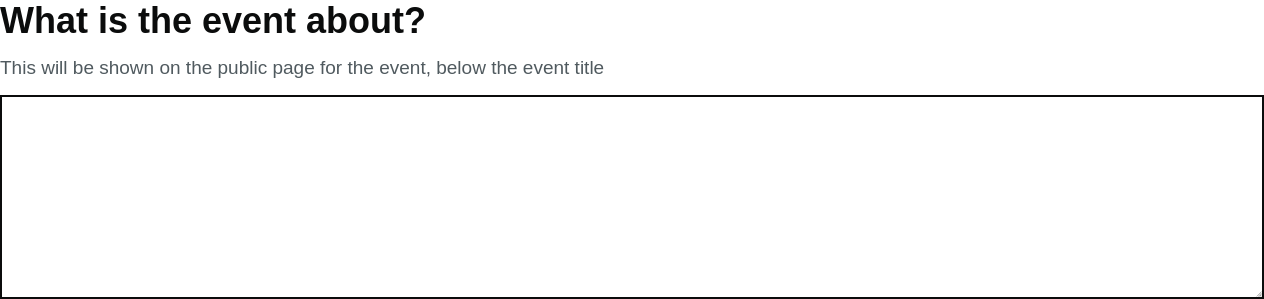 What is the event about?
This will be shown on the public page for the event, below the event title